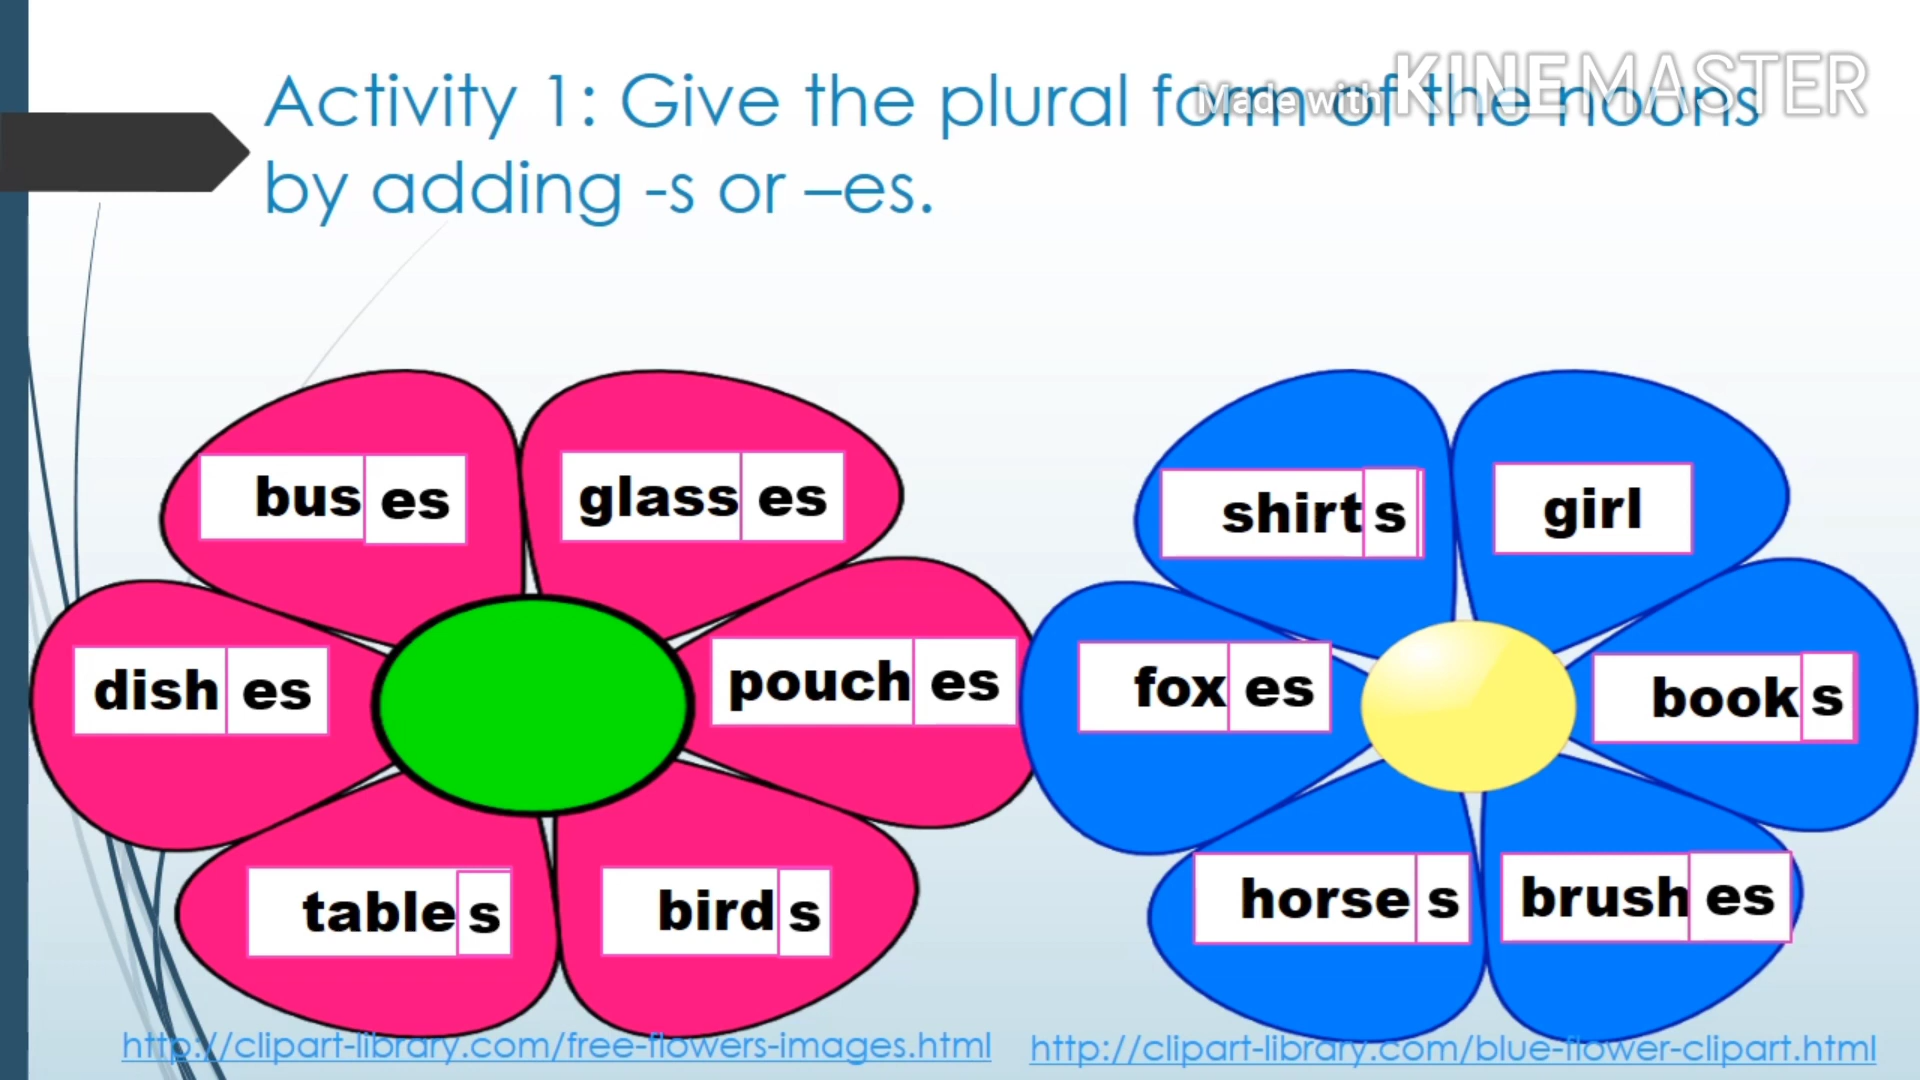 Activity 1: Give the plural form of the nouns
by adding -s or –es.
Made with KINEMASTER
bus es
glass es
shirt s
girl
dish es
pouch es
fox es
book s
table s
bird s
horse s
brush es
http://clipart-library.com/free-flowers-images.html
http://clipart-library.com/blue-flower-clipart.html